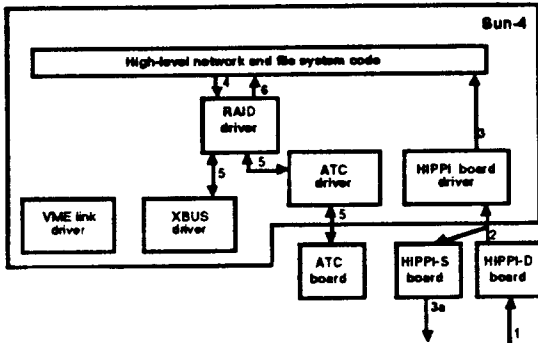 Sun-4
High-level network and file system code
4
6
RAID
driver
3
5
5
ATC
driver
HIPPI board
driver
VME link
driver
XBUS
driver
5
2
ATC
board
HIPPI-S
board
HIPPI-D
board
3a
1